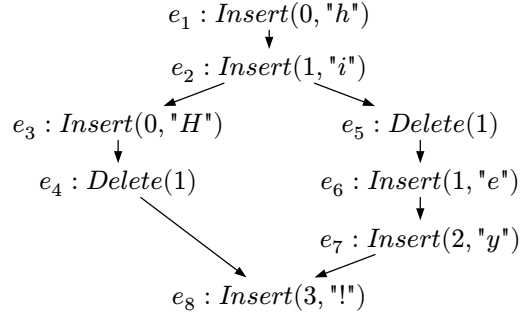 e₁ : Insert(0, "h")
e₂ : Insert(1, "i")
e₃ : Insert(0, "H") e₅ : Delete(1)
e₄ : Delete(1) e₆ : Insert(1, "e")
e₇ : Insert(2, "y")
e₈ : Insert(3, "!")